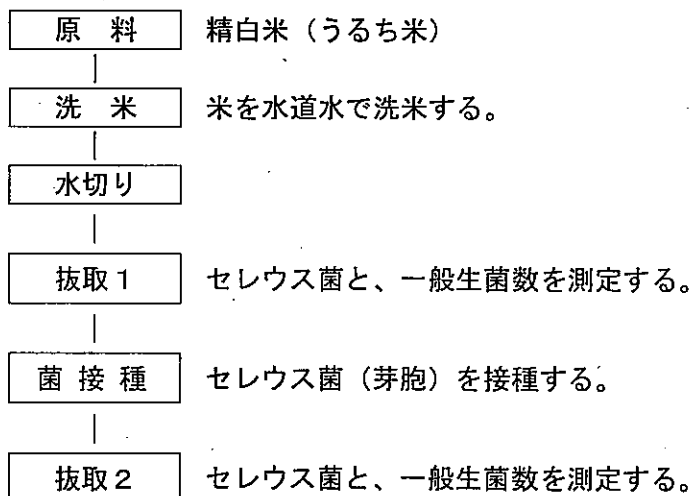 原　料　精白米（うるち米）
洗　米　米を水道水で洗米する。
水切り
抜取１　セレウス菌と、一般生菌数を測定する。
菌 接 種　セレウス菌（芽胞）を接種する。
抜取２　セレウス菌と、一般生菌数を測定する。